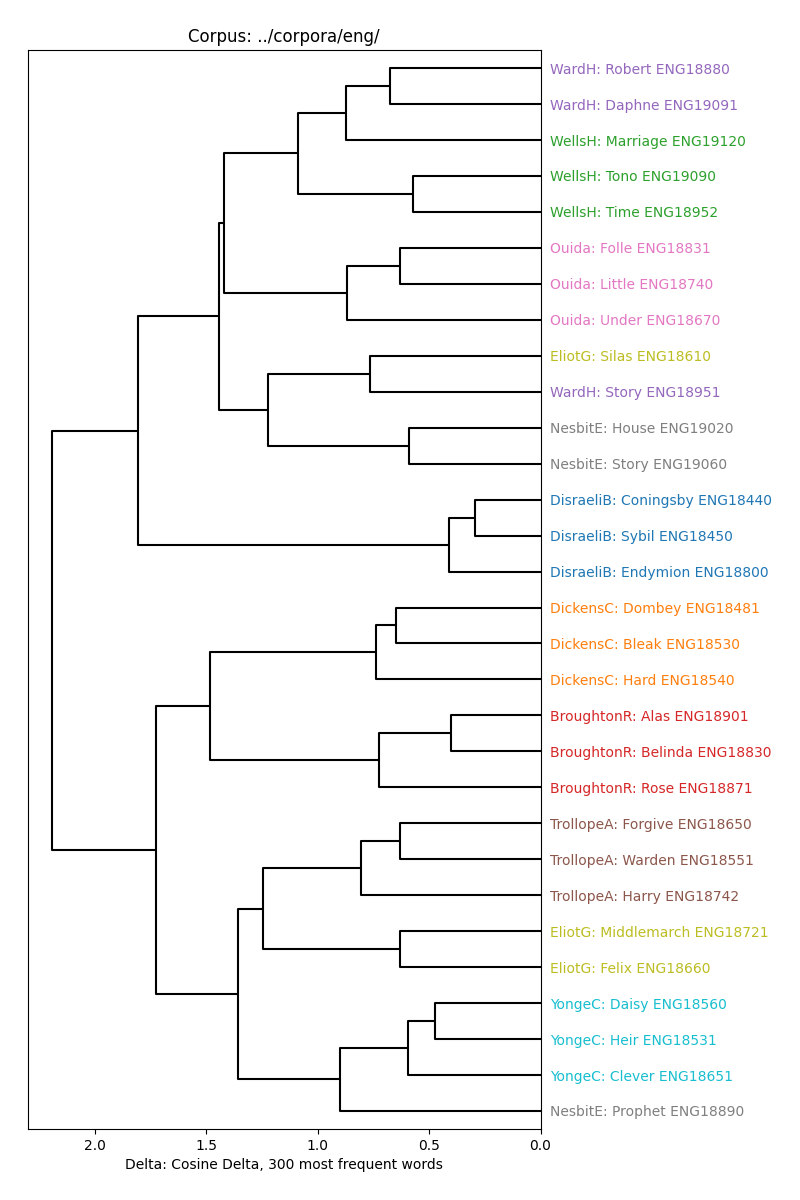 Corpus: ../corpora/eng/
WardH: Robert ENG18880
WardH: Daphne ENG19091
WellsH: Marriage ENG19120
WellsH: Tono ENG19090
WellsH: Time ENG18952
Ouida: Folle ENG18831
Ouida: Little ENG18740
Ouida: Under ENG18670
EliotG: Silas ENG18610
WardH: Story ENG18951
NesbitE: House ENG19020
NesbitE: Story ENG19060
DisraeliB: Coningsby ENG18440
DisraeliB: Sybil ENG18450
DisraeliB: Endymion ENG18800
DickensC: Dombey ENG18481
DickensC: Bleak ENG18530
DickensC: Hard ENG18540
BroughtonR: Alas ENG18901
BroughtonR: Belinda ENG18830
BroughtonR: Rose ENG18871
TrollopeA: Forgive ENG18650
TrollopeA: Warden ENG18551
TrollopeA: Harry ENG18742
EliotG: Middlemarch ENG18721
EliotG: Felix ENG18660
YongeC: Daisy ENG18560
YongeC: Heir ENG18531
YongeC: Clever ENG18651
NesbitE: Prophet ENG18890
2.0 1.5 1.0 0.5 0.0
Delta: Cosine Delta, 300 most frequent words